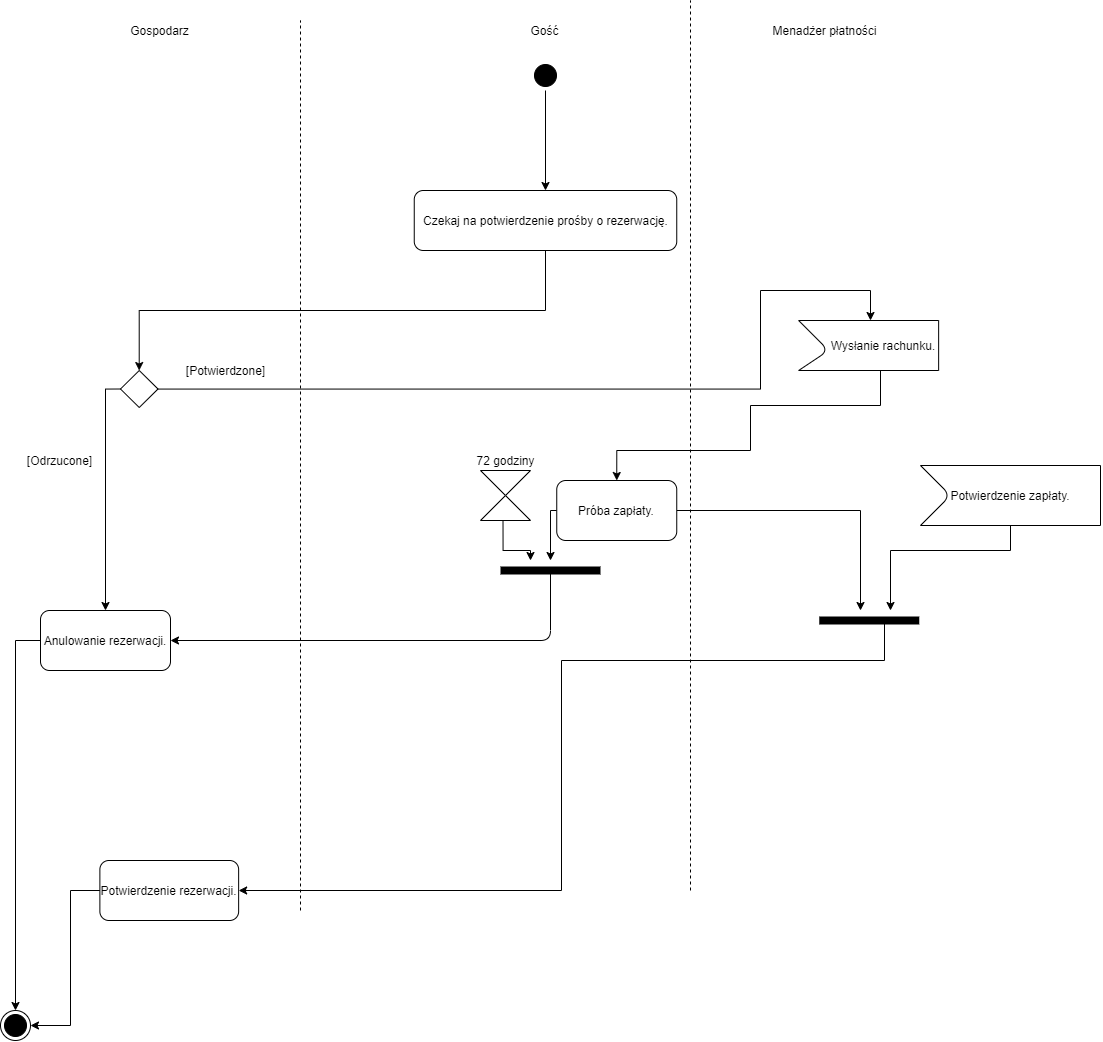 Gospodarz
Gość
Menadżer płatności
Czekaj na potwierdzenie prośby o rezerwację.
Wysłanie rachunku.
[Potwierdzone]
[Odrzucone]
72 godziny
Próba zapłaty.
Potwierdzenie zapłaty.
Anulowanie rezerwacji.
Potwierdzenie rezerwacji.